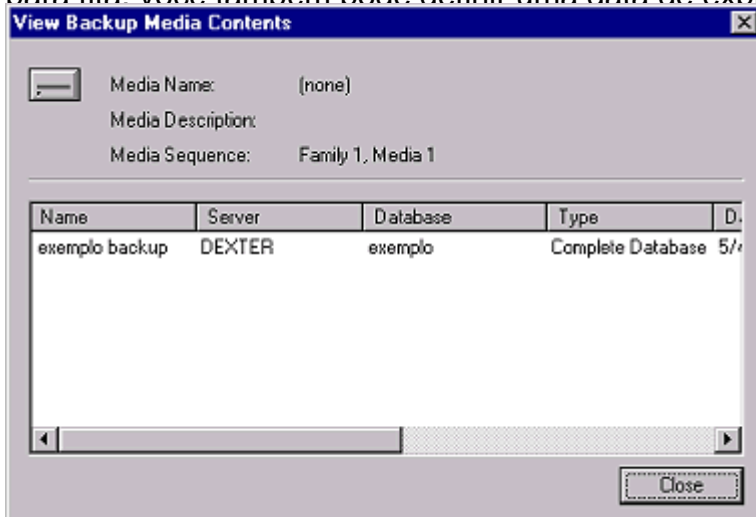 View Backup Media Contents
Media Name: (none)
Media Description:
Media Sequence: Family 1, Media 1
Name Server Database Type
exemplo backup DEXTER exemplo Complete Database
Close